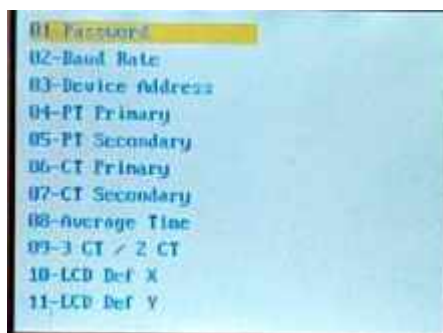 01 Password
02-Baud Rate
03-Device Address
04-PT Primary
05-PT Secondary
06-CT Primary
07-CT Secondary
08-Average Time
09-3 CT / 2 CT
10-LCD Def X
11-LCD Def Y